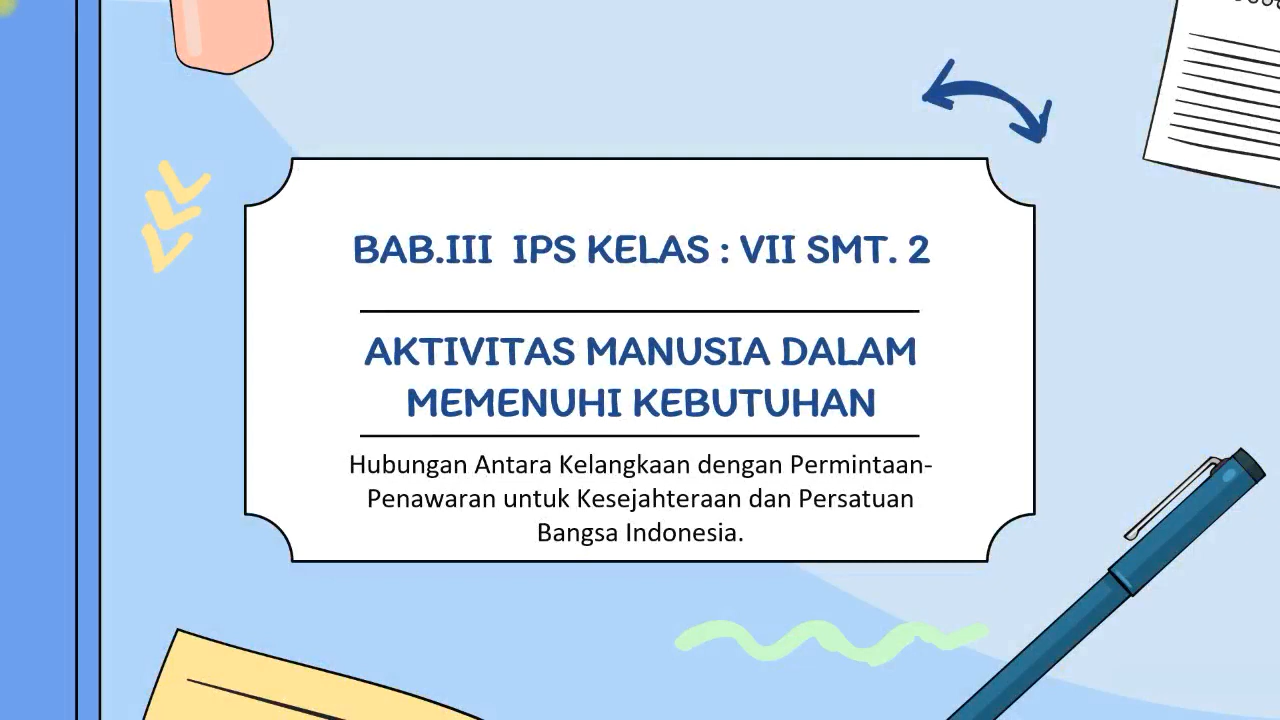 BAB.III IPS KELAS : VII SMT. 2
AKTIVITAS MANUSIA DALAM
MEMENUHI KEBUTUHAN
Hubungan Antara Kelangkaan dengan Permintaan-
Penawaran untuk Kesejahteraan dan Persatuan
Bangsa Indonesia.